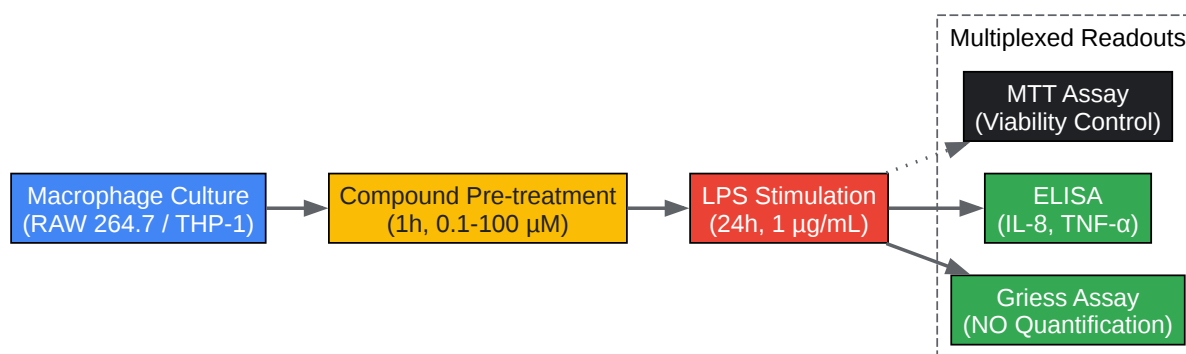 Multiplexed Readouts
MTT Assay
(Viability Control)
Macrophage Culture
(RAW 264.7 / THP-1)
Compound Pre-treatment
(1h, 0.1-100 µM)
LPS Stimulation
(24h, 1 µg/mL)
ELISA
(IL-8, TNF-α)
Griess Assay
(NO Quantification)